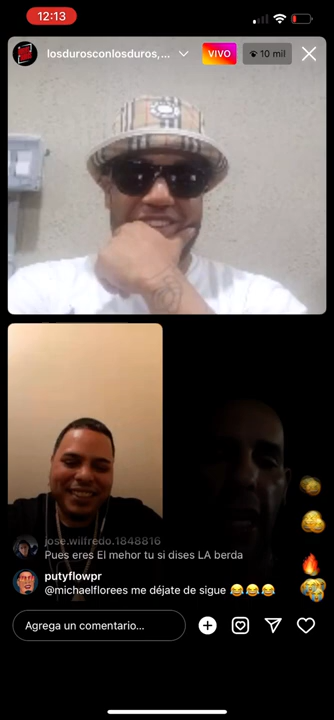 12:13
losdurosconlosduros,...
VIVO
10 mil
jose.wilfredo.1848816
Pues eres El mehor tu si dises LA berda
putyflowpr
@michaelflorees me déjate de sigue 😂😂😂
Agrega un comentario...